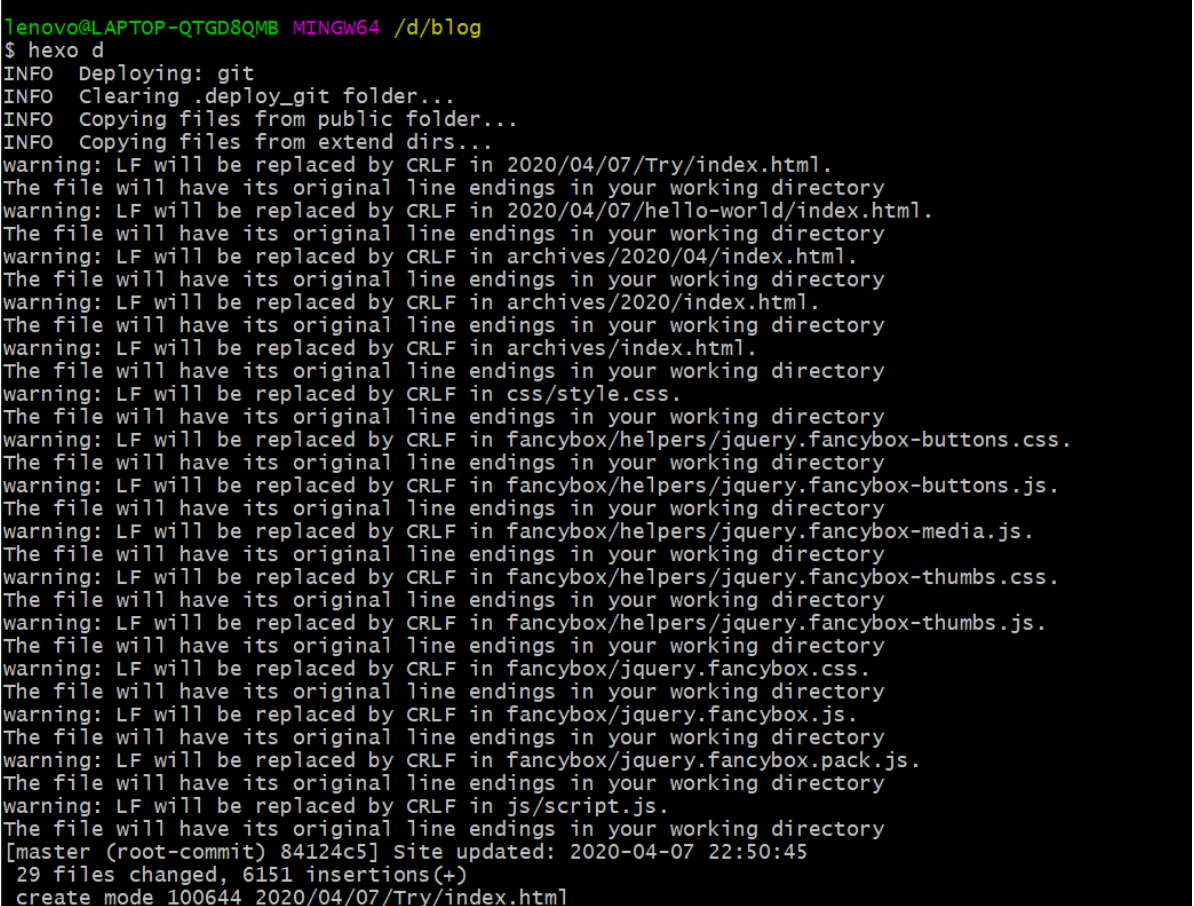 lenovo@LAPTOP-QTGD8QMB MINGW64 /d/blog
$ hexo d
INFO  Deploying: git
INFO  Clearing .deploy_git folder...
INFO  Copying files from public folder...
INFO  Copying files from extend dirs...
warning: LF will be replaced by CRLF in 2020/04/07/Try/index.html.
The file will have its original line endings in your working directory
warning: LF will be replaced by CRLF in 2020/04/07/hello-world/index.html.
The file will have its original line endings in your working directory
warning: LF will be replaced by CRLF in archives/2020/04/index.html.
The file will have its original line endings in your working directory
warning: LF will be replaced by CRLF in archives/2020/index.html.
The file will have its original line endings in your working directory
warning: LF will be replaced by CRLF in archives/index.html.
The file will have its original line endings in your working directory
warning: LF will be replaced by CRLF in css/style.css.
The file will have its original line endings in your working directory
warning: LF will be replaced by CRLF in fancybox/helpers/jquery.fancybox-buttons.css.
The file will have its original line endings in your working directory
warning: LF will be replaced by CRLF in fancybox/helpers/jquery.fancybox-buttons.js.
The file will have its original line endings in your working directory
warning: LF will be replaced by CRLF in fancybox/helpers/jquery.fancybox-media.js.
The file will have its original line endings in your working directory
warning: LF will be replaced by CRLF in fancybox/helpers/jquery.fancybox-thumbs.css.
The file will have its original line endings in your working directory
warning: LF will be replaced by CRLF in fancybox/helpers/jquery.fancybox-thumbs.js.
The file will have its original line endings in your working directory
warning: LF will be replaced by CRLF in fancybox/jquery.fancybox.css.
The file will have its original line endings in your working directory
warning: LF will be replaced by CRLF in fancybox/jquery.fancybox.js.
The file will have its original line endings in your working directory
warning: LF will be replaced by CRLF in fancybox/jquery.fancybox.pack.js.
The file will have its original line endings in your working directory
warning: LF will be replaced by CRLF in js/script.js.
The file will have its original line endings in your working directory
[master (root-commit) 84124c5] Site updated: 2020-04-07 22:50:45
 29 files changed, 6151 insertions(+)
 create mode 100644 2020/04/07/Try/index.html